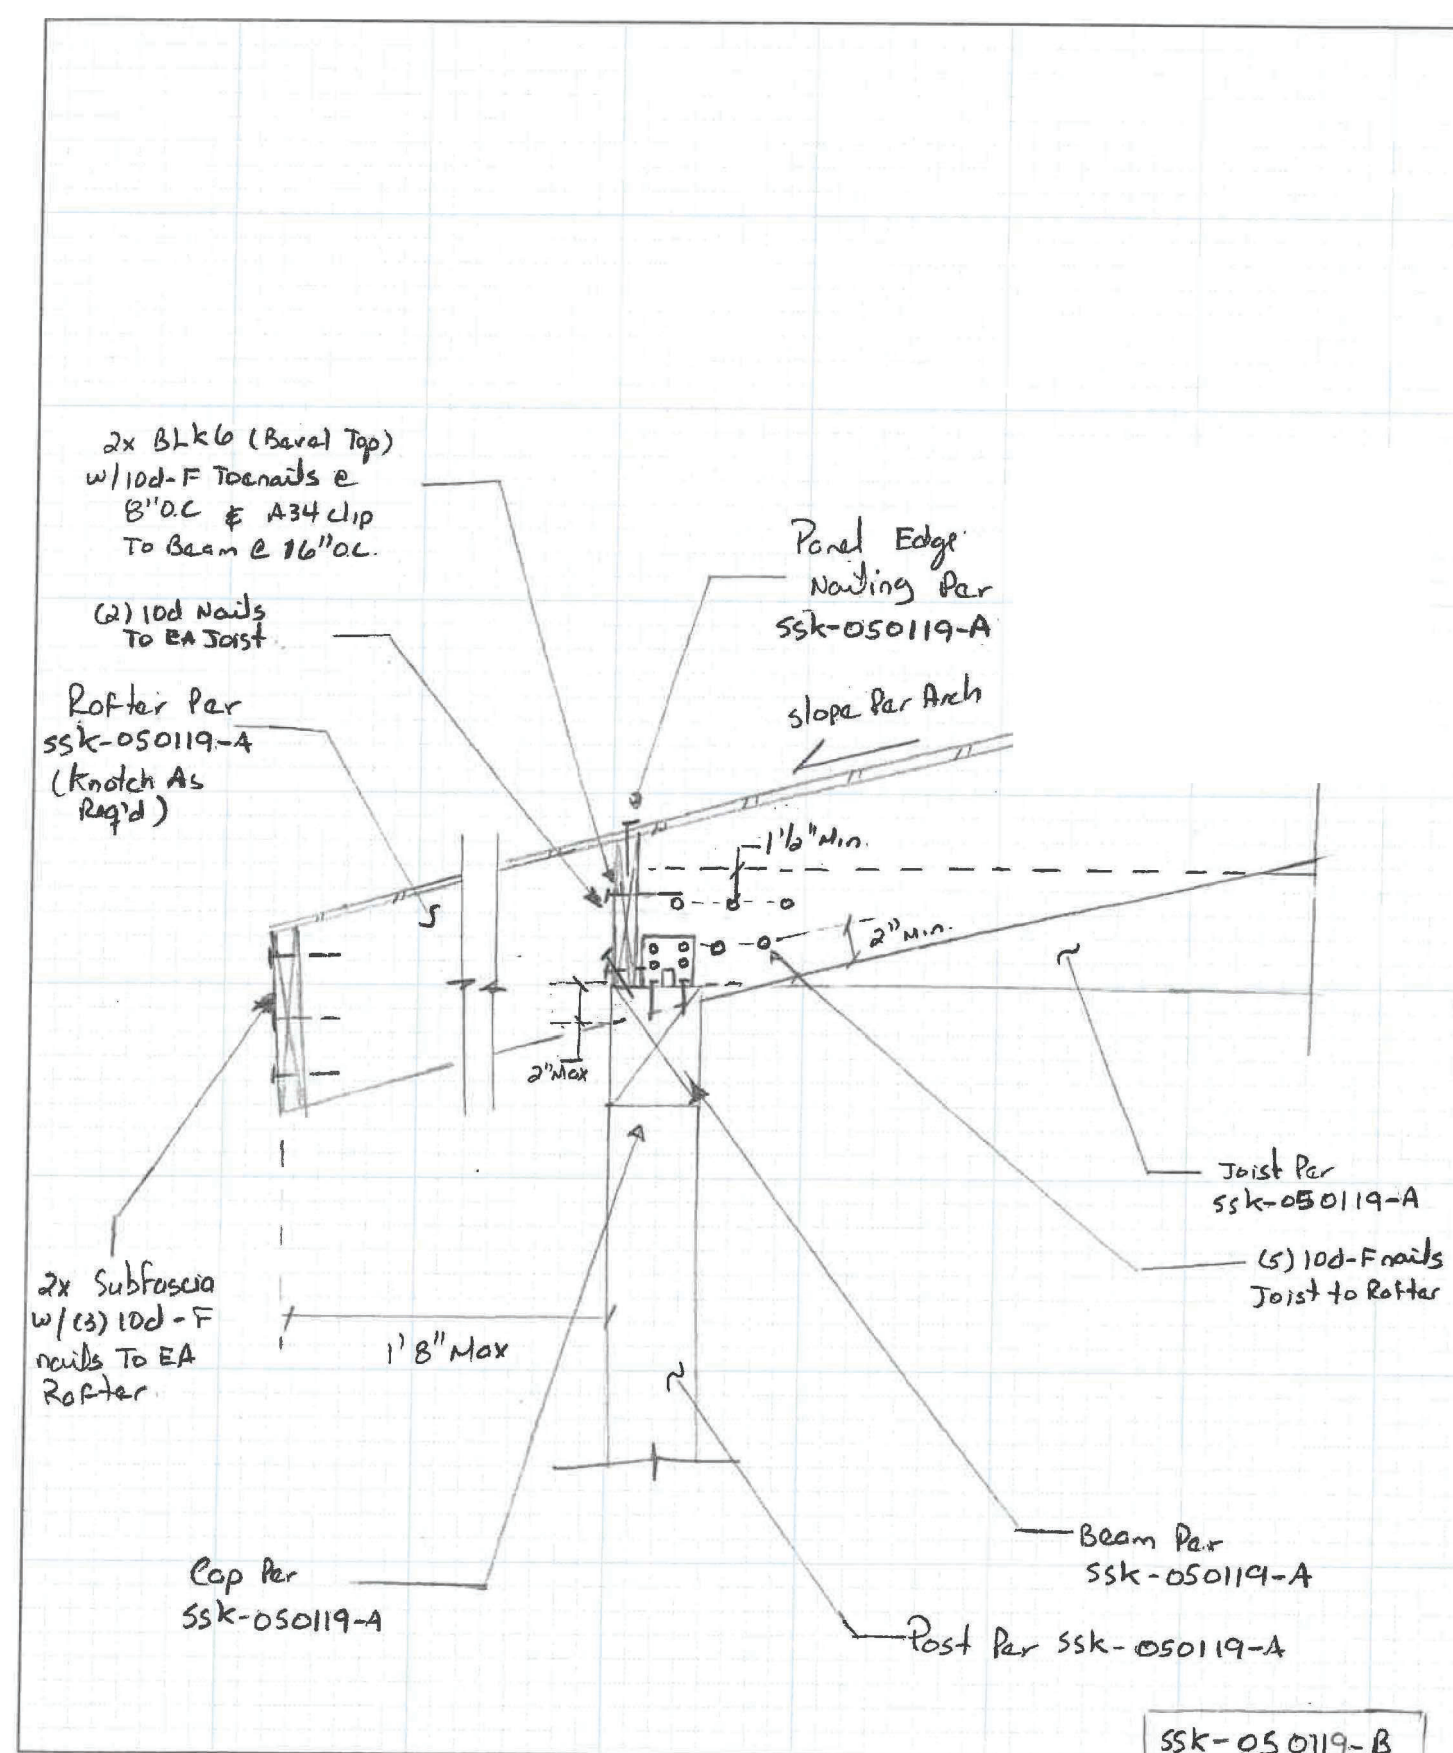 2x BLKG (Bevel Top)
w/10d-F Toenails @
8"O.C & A34 clip
To Beam @ 16"O.C.
(2) 10d Nails
To EA Joist
Rafter Per
SSK-050119-A
(Knotch As
Req'd)
Panel Edge
Nailing Per
SSK-050119-A
slope Per Arch
1 1/2" Min.
2" Min.
2" Max
Joist Per
SSK-050119-A
(5) 10d-F nails
Joist to Rafter
2x Subfascia
w/(3) 10d-F
nails To EA
Rafter
1'8" Max
Beam Per
SSK-050119-A
Cap Per
SSK-050119-A
Post Per SSK-050119-A
SSK-050119-B